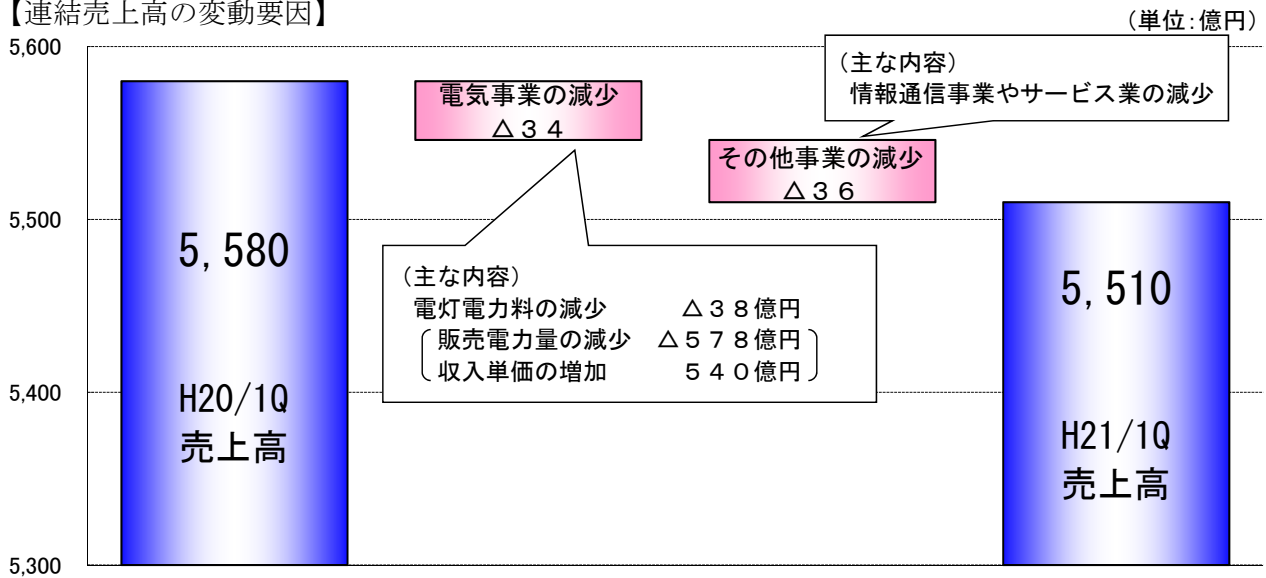 【連結売上高の変動要因】
（単位：億円）
5,600
5,500
5,400
5,300
5,580
H20/1Q
売上高
電気事業の減少
△３４
（主な内容）
電灯電力料の減少　△３８億円
販売電力量の減少　△５７８億円
収入単価の増加　５４０億円
その他事業の減少
△３６
（主な内容）
情報通信事業やサービス業の減少
5,510
H21/1Q
売上高